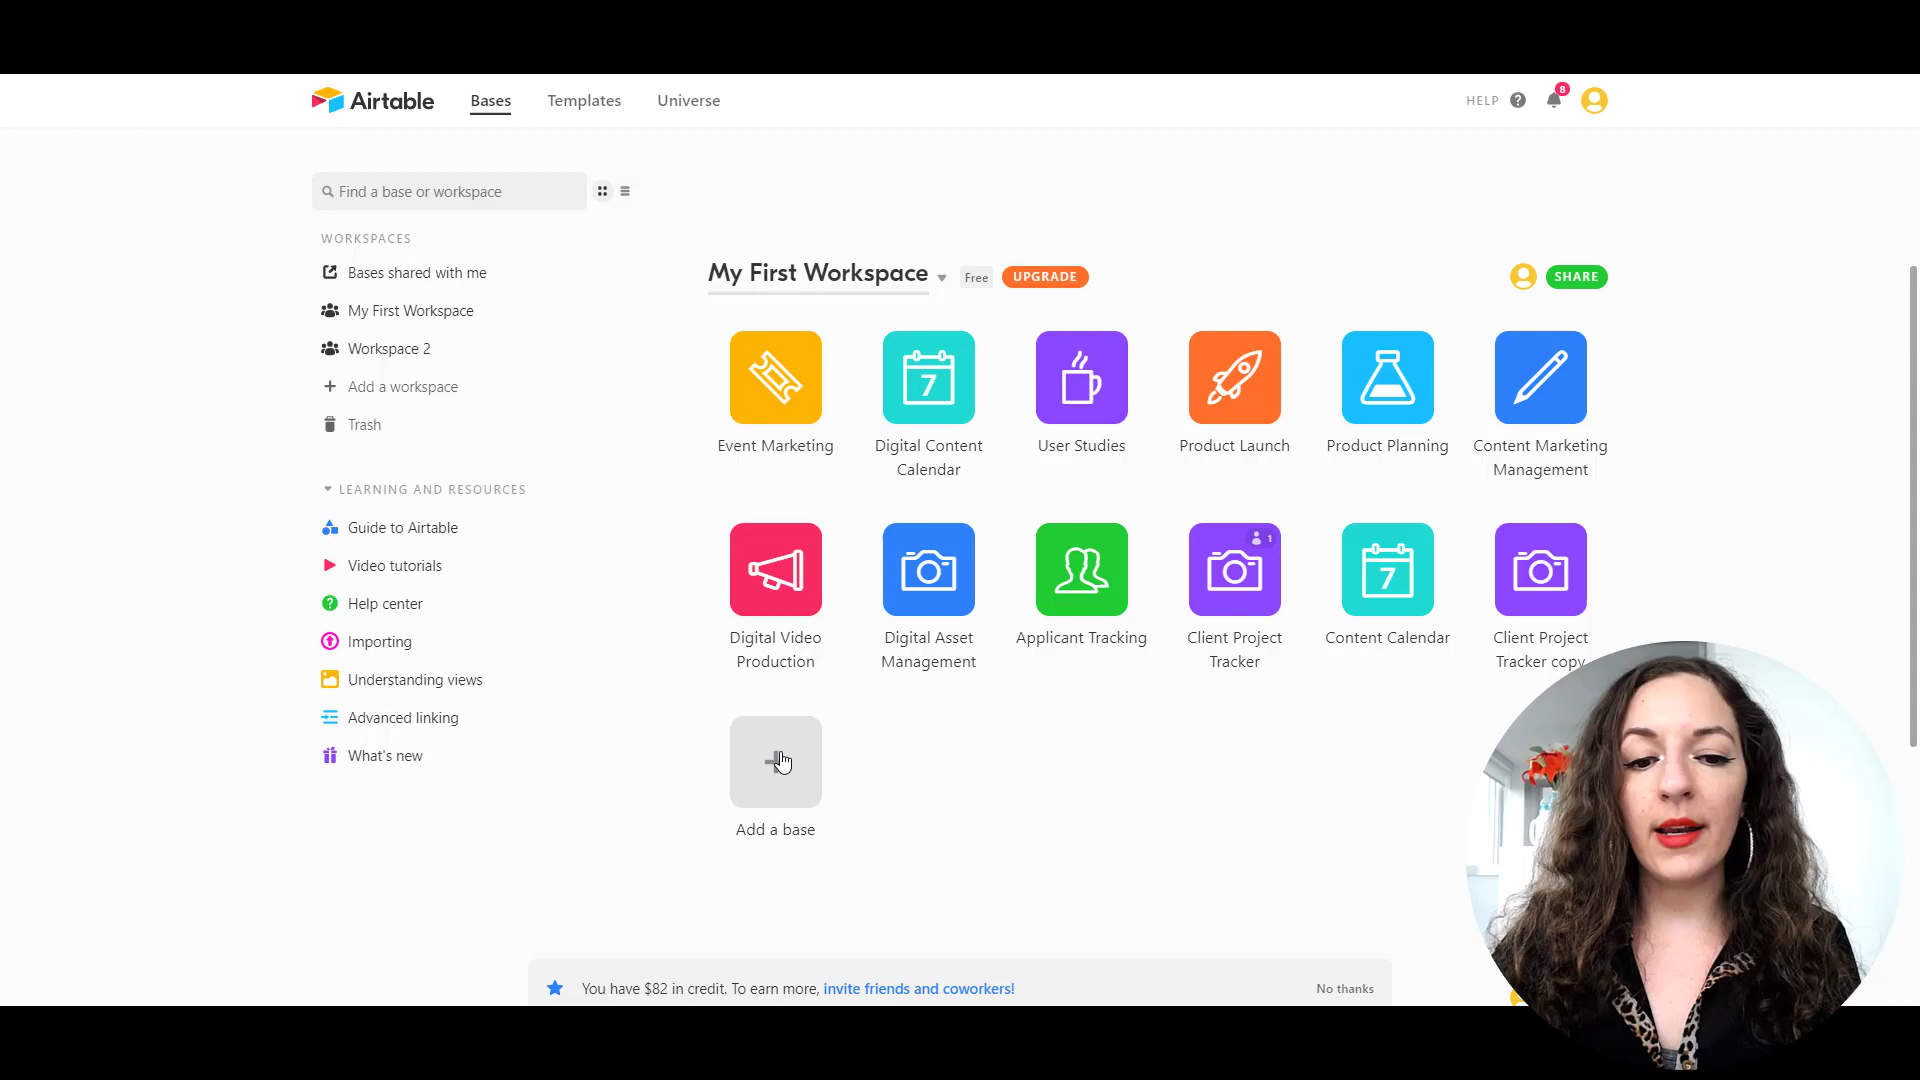 Airtable
Bases
Templates
Universe
HELP
8
Find a base or workspace
WORKSPACES
Bases shared with me
My First Workspace
Workspace 2
Add a workspace
Trash
LEARNING AND RESOURCES
Guide to Airtable
Video tutorials
Help center
Importing
Understanding views
Advanced linking
What's new
My First Workspace
Free
UPGRADE
SHARE
Event Marketing
7
Digital Content
Calendar
User Studies
Product Launch
Product Planning
Content Marketing
Management
Digital Video
Production
Digital Asset
Management
Applicant Tracking
1
Client Project
Tracker
7
Content Calendar
Client Project
Tracker copy
Add a base
You have $82 in credit. To earn more, invite friends and coworkers!
No thanks